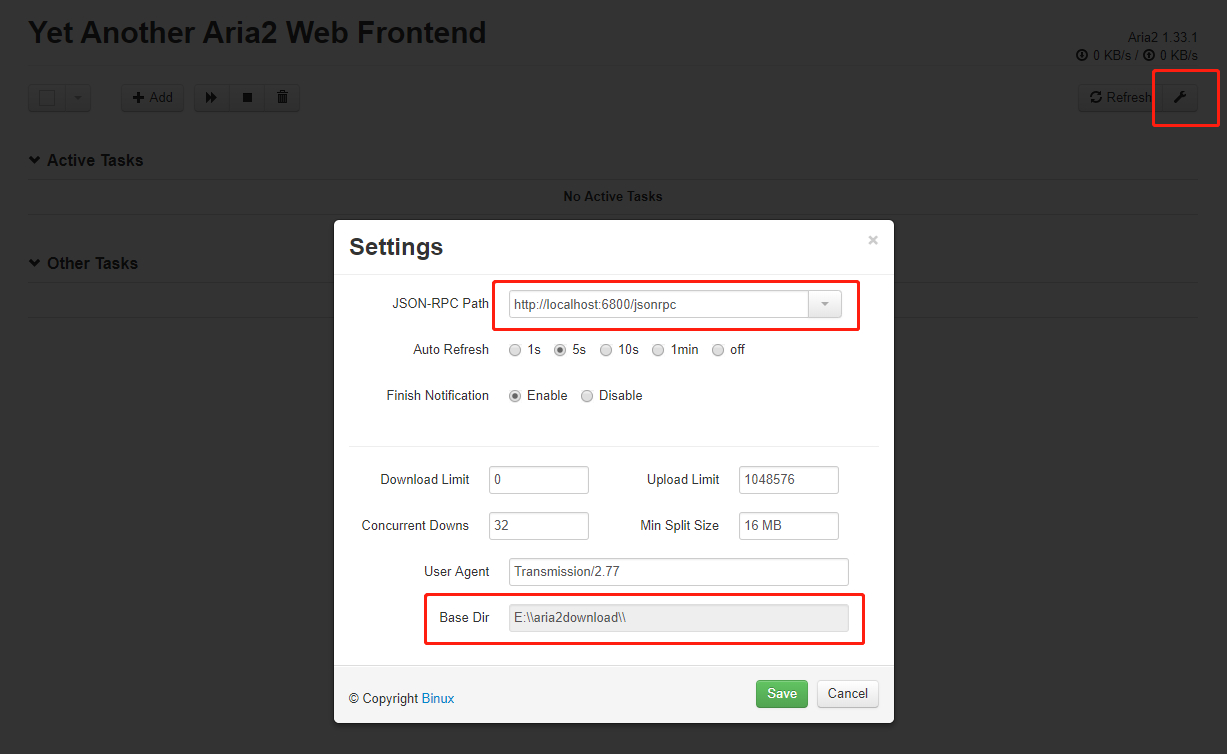 Yet Another Aria2 Web Frontend
Aria2 1.33.1
0 KB/s / 0 KB/s
Add
Refresh
Active Tasks
No Active Tasks
Other Tasks
Settings
×
JSON-RPC Path http://localhost:6800/jsonrpc
Auto Refresh 1s 5s 10s 1min off
Finish Notification Enable Disable
Download Limit 0 Upload Limit 1048576
Concurrent Downs 32 Min Split Size 16 MB
User Agent Transmission/2.77
Base Dir E:\\aria2download\\
© Copyright Binux Save Cancel